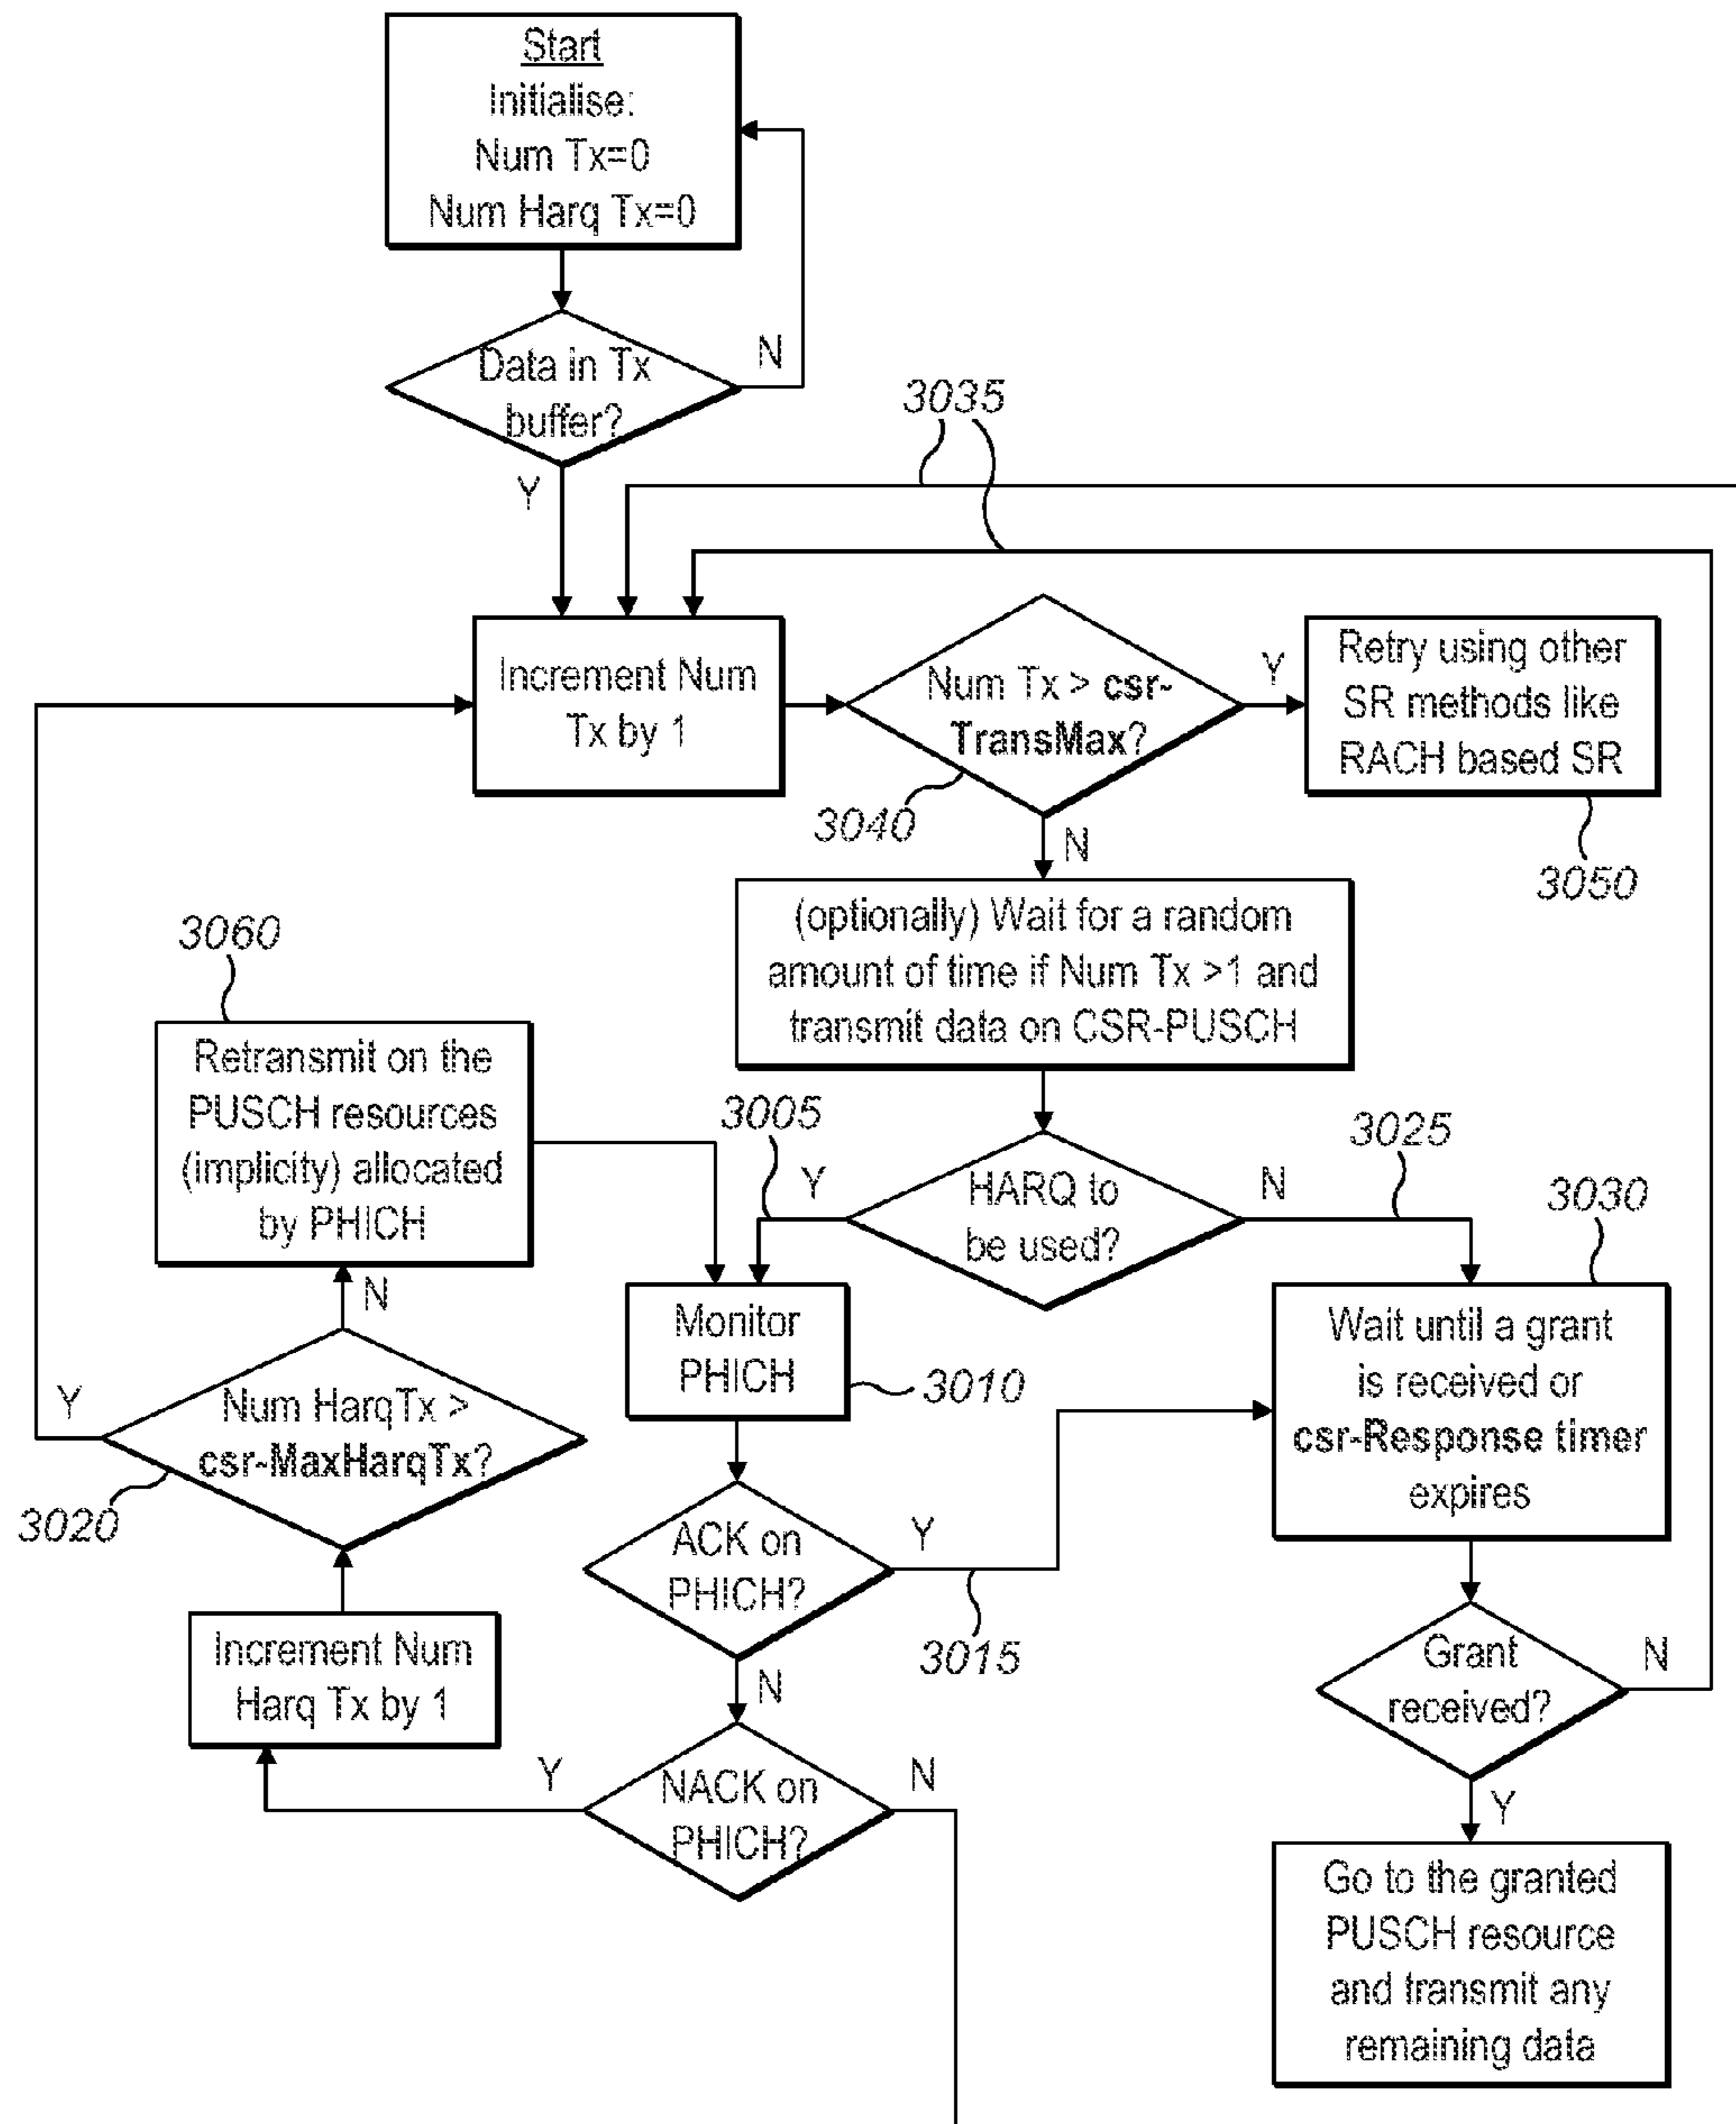 Start
Initialise:
Num Tx=0
Num Harq Tx=0
Data in Tx
buffer?
N
Y
3035
Increment Num
Tx by 1
Num Tx > csr-
TransMax?
Y
3040
N
Retry using other
SR methods like
RACH based SR
3050
(optionally) Wait for a random
amount of time if Num Tx >1 and
transmit data on CSR-PUSCH
3060
Retransmit on the
PUSCH resources
(implicity) allocated
by PHICH
3005
Y
HARQ to
be used?
N
3025
3030
N
Monitor
PHICH
3010
Wait until a grant
is received or
csr-Response timer
expires
Y
Num HarqTx >
csr-MaxHarqTx?
3020
ACK on
PHICH?
Y
3015
N
Increment Num
Harq Tx by 1
Grant
received?
N
Y
Y
NACK on
PHICH?
N
Go to the granted
PUSCH resource
and transmit any
remaining data